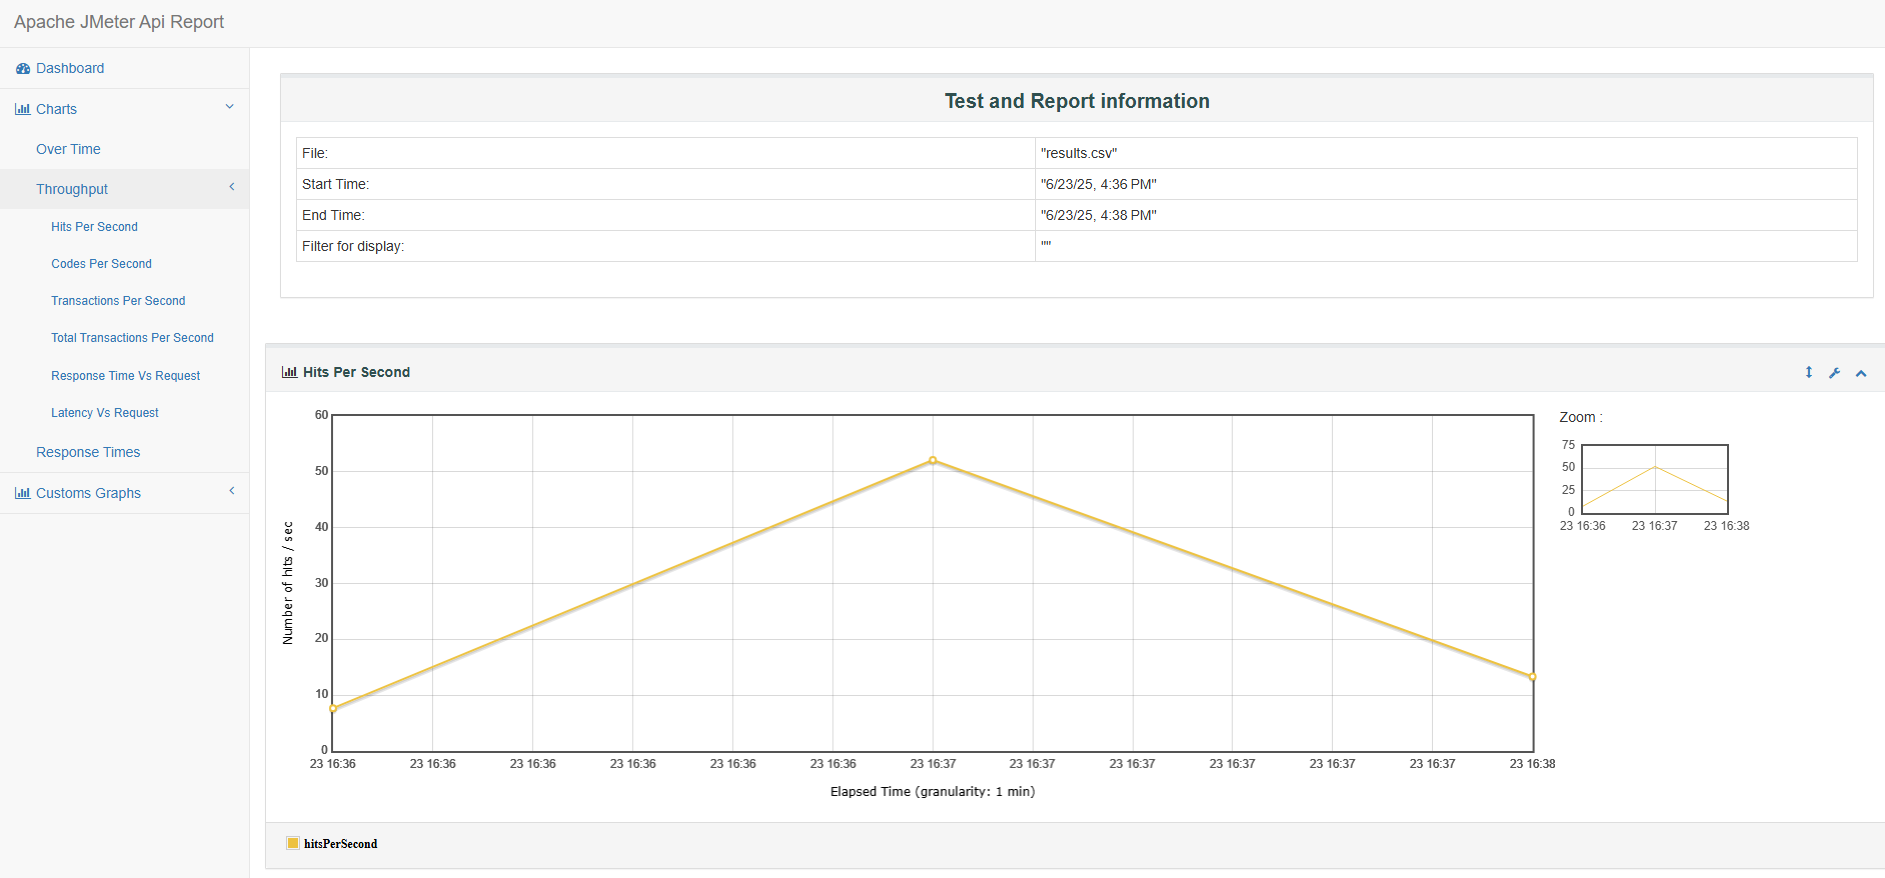 Apache JMeter Api Report
Dashboard
Charts
Over Time
Throughput
Hits Per Second
Codes Per Second
Transactions Per Second
Total Transactions Per Second
Response Time Vs Request
Latency Vs Request
Response Times
Customs Graphs
Test and Report information
File: "results.csv"
Start Time: "6/23/25, 4:36 PM"
End Time: "6/23/25, 4:38 PM"
Filter for display: ""
Hits Per Second
60
50
40
30
20
10
0
Number of hits / sec
23 16:36 23 16:36 23 16:36 23 16:36 23 16:36 23 16:36 23 16:37 23 16:37 23 16:37 23 16:37 23 16:37 23 16:37 23 16:38
Elapsed Time (granularity: 1 min)
Zoom :
75
50
25
0
23 16:36 23 16:37 23 16:38
hitsPerSecond